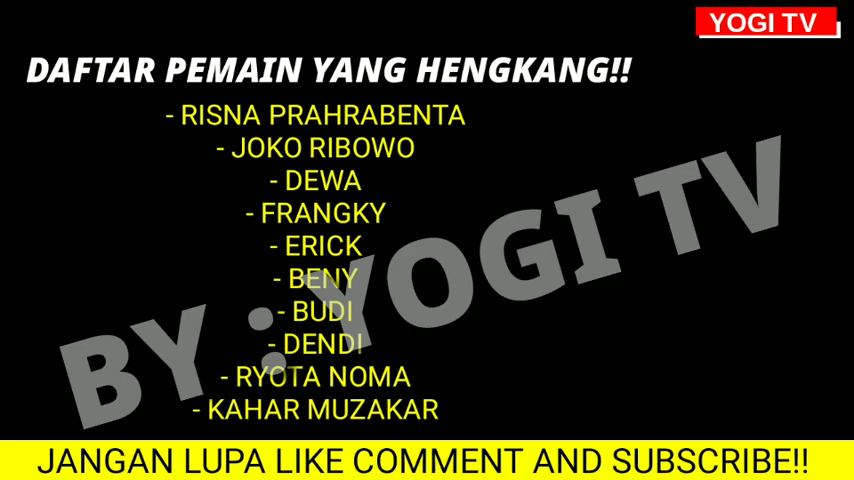 YOGI TV
DAFTAR PEMAIN YANG HENGKANG!!
- RISNA PRAHRABENTA
- JOKO RIBOWO
- DEWA
- FRANGKY
- ERICK
- BENY
- BUDI
- DENDI
- RYOTA NOMA
- KAHAR MUZAKAR
BY : YOGI TV
JANGAN LUPA LIKE COMMENT AND SUBSCRIBE!!